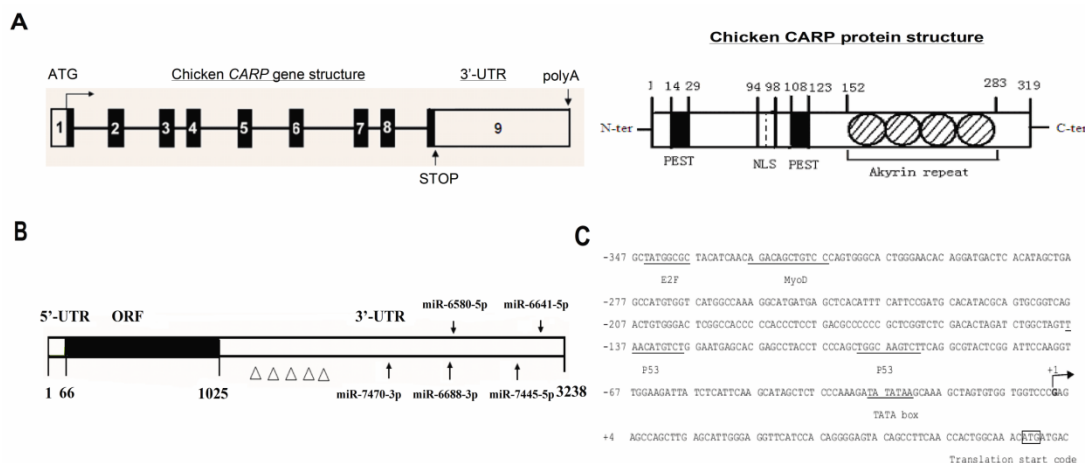 A
ATG
Chicken CARP gene structure
3'-UTR
polyA
1 2 3 4 5 6 7 8 9
STOP
Chicken CARP protein structure
1 14 29 94 98 108 123 152 283 319
N-ter
C-ter
PEST NLS PEST Akyrin repeat
B
5'-UTR ORF 3'-UTR
miR-6580-5p miR-6641-5p
miR-7470-3p miR-6688-3p miR-7445-5p
1 66 1025 3238
C
-347 GCTATGGCGC TACATCAACA GACAGCTGTC CCAGTGGGCA CTGGGAACAC AGGATGACTC ACATAGCTGA
E2F MyoD
-277 GCCATGTGGT CATGGCCAAA GGCATGATGA GCTCACATTT CATTCCGATG CACATACGCA GTGCGGTCAG
-207 ACTGTGGGAC TCGGCCACCC CCACCCTCCT GACGCCCCCC GCTCGGTCTC GACACTAGAT CTGGCTAGTT
-137 AACATGTCTG GAATGAGCAC GAGCCTACCT CCCAGCTGGC AAGTCTTCAG GCGTACTCGG ATTCCAAGGT
P53 P53 +1
-67 TGGAAGATTA TCTCATTCAA GCATAGCTCT CCCAAAGATA TATAAGCAAA GCTAGTGTGG TGGTCCCGAG
TATA box
+4 AGCCAGCTTG AGCATTGGGA GGTTCATCCA CAGGGGAGTA CAGCCTTCAA CCACTGGCAA ACATGATGAC
Translation start code